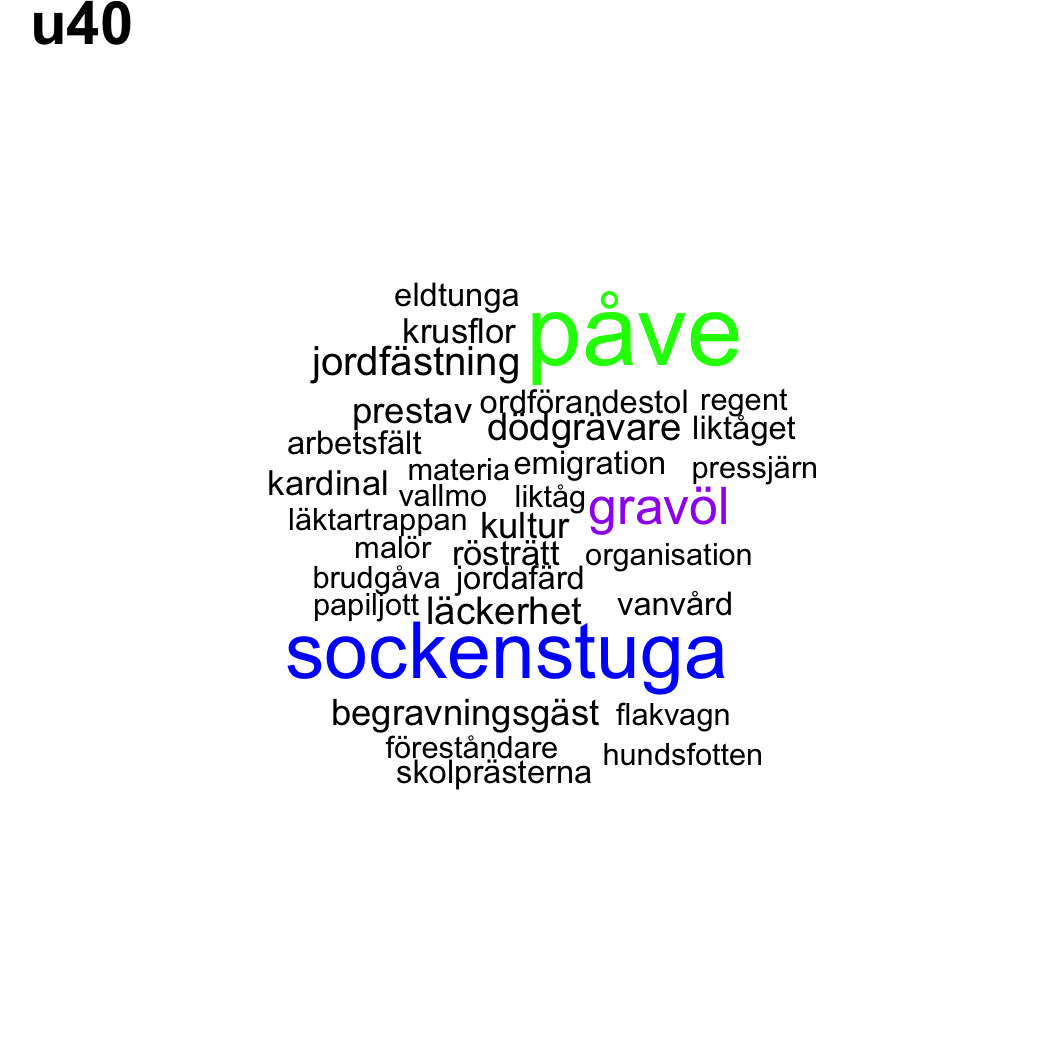 u40
eldtunga
krusflor
påve
jordfästning
prestav
ordförandestol
regent
dödgrävare
liktåget
arbetsfält
materia
emigration
pressjärn
kardinal
vallmo
liktåg
gravöl
läktartrappan
kultur
malör
rösträtt
organisation
brudgåva
jordafärd
papiljott
läckerhet
vanvård
sockenstuga
begravningsgäst
flakvagn
föreståndare
hundsfotten
skolprästerna